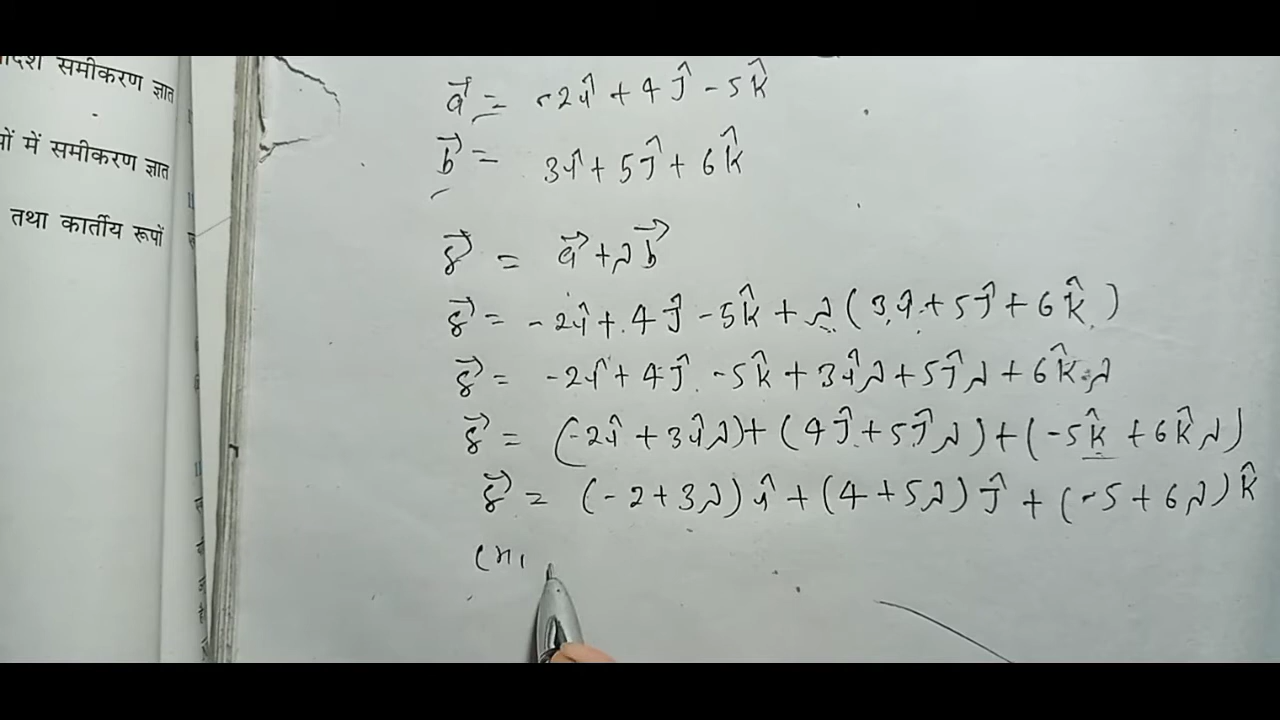 समीकरण ज्ञात
में समीकरण ज्ञात
तथा कार्तीय रूपों
a⃗ = -2î + 4ĵ - 5k̂
b⃗ = 3î + 5ĵ + 6k̂
r⃗ = a⃗ + λb⃗
r⃗ = -2î + 4ĵ - 5k̂ + λ(3î + 5ĵ + 6k̂)
r⃗ = -2î + 4ĵ - 5k̂ + 3îλ + 5ĵλ + 6k̂λ
r⃗ = (-2î + 3îλ) + (4ĵ + 5ĵλ) + (-5k̂ + 6k̂λ)
r⃗ = (-2 + 3λ)î + (4 + 5λ)ĵ + (-5 + 6λ)k̂
(x1